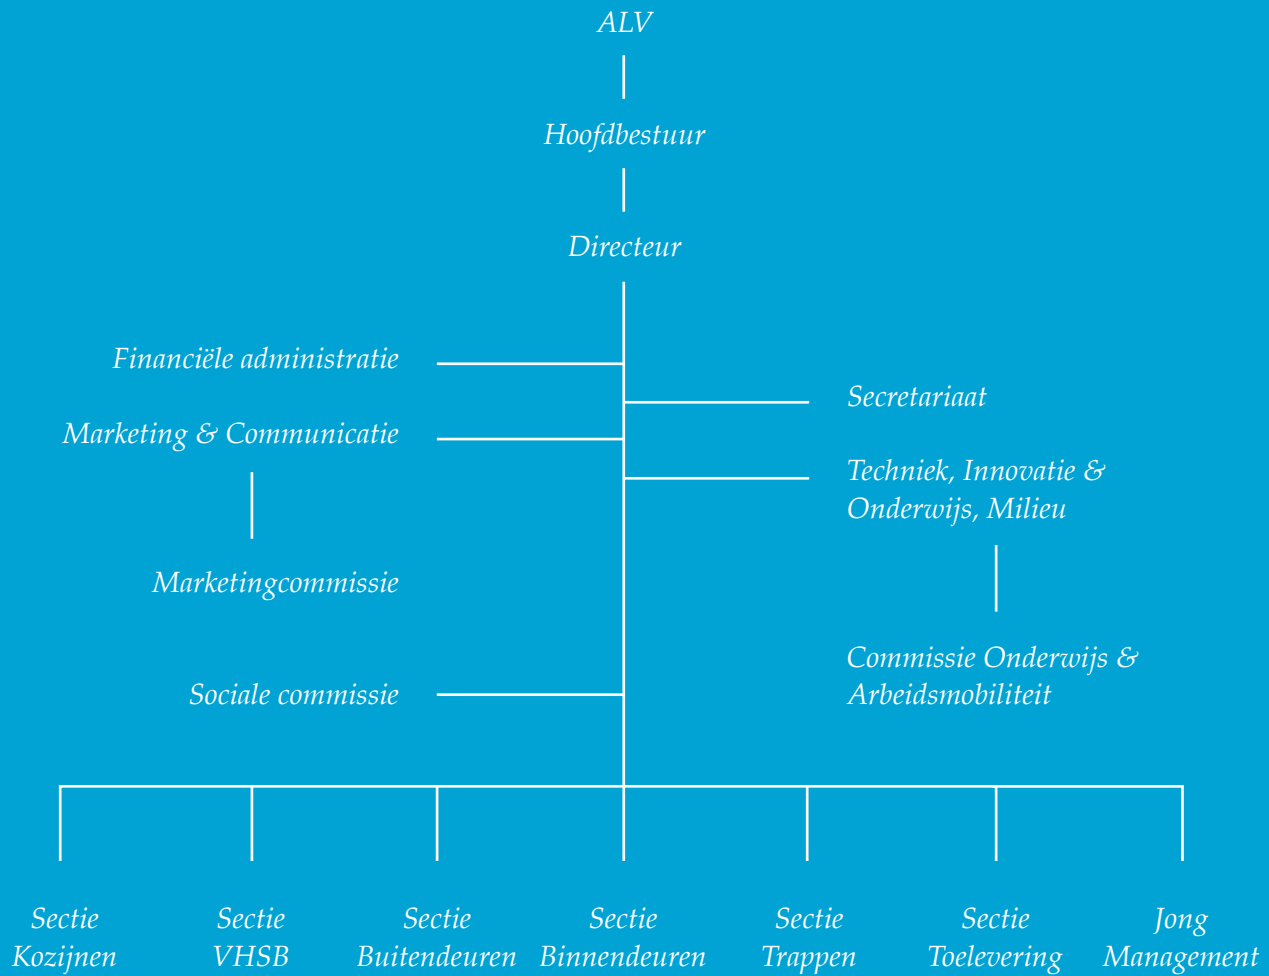 ALV
Hoofdbestuur
Directeur
Financiële administratie
Secretariaat
Marketing & Communicatie
Techniek, Innovatie &
Onderwijs, Milieu
Marketingcommissie
Commissie Onderwijs &
Arbeidsmobiliteit
Sociale commissie
Sectie
Kozijnen
Sectie
VHSB
Sectie
Buitendeuren
Sectie
Binnendeuren
Sectie
Trappen
Sectie
Toelevering
Jong
Management